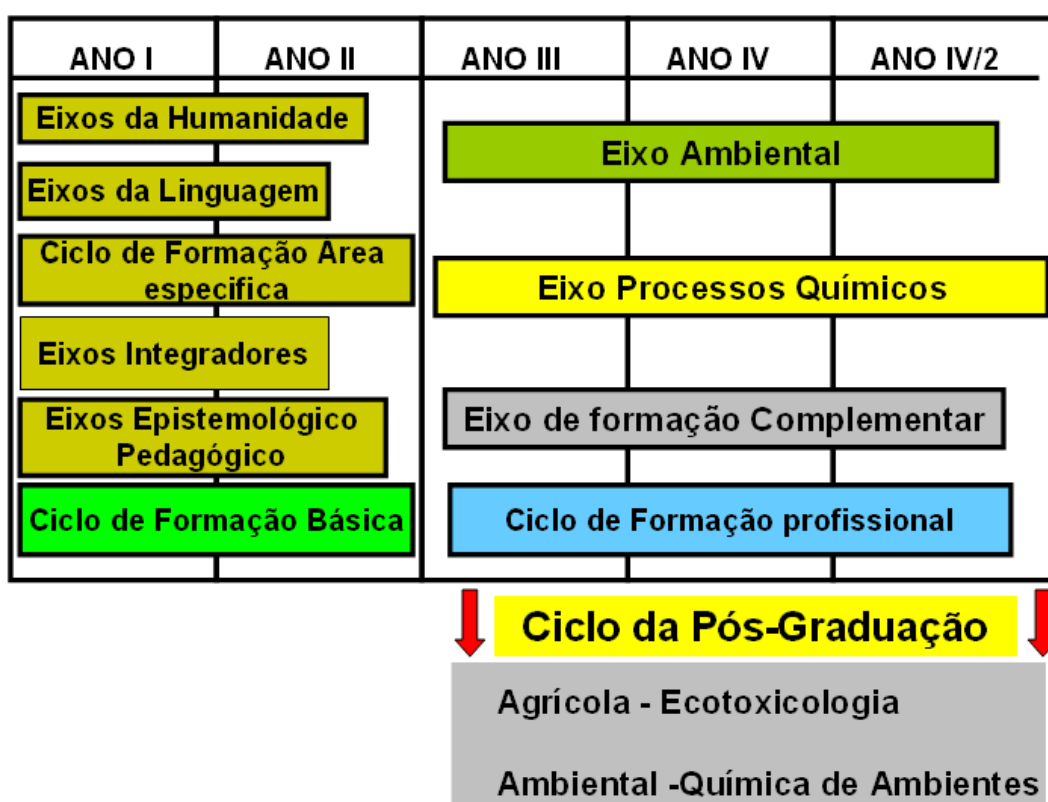 ANO I
ANO II
ANO III
ANO IV
ANO IV/2
Eixos da Humanidade
Eixos da Linguagem
Ciclo de Formação Area
especifica
Eixos Integradores
Eixos Epistemológico
Pedagógico
Ciclo de Formação Básica
Eixo Ambiental
Eixo Processos Químicos
Eixo de formação Complementar
Ciclo de Formação profissional
Ciclo da Pós-Graduação
Agrícola - Ecotoxicologia
Ambiental -Química de Ambientes